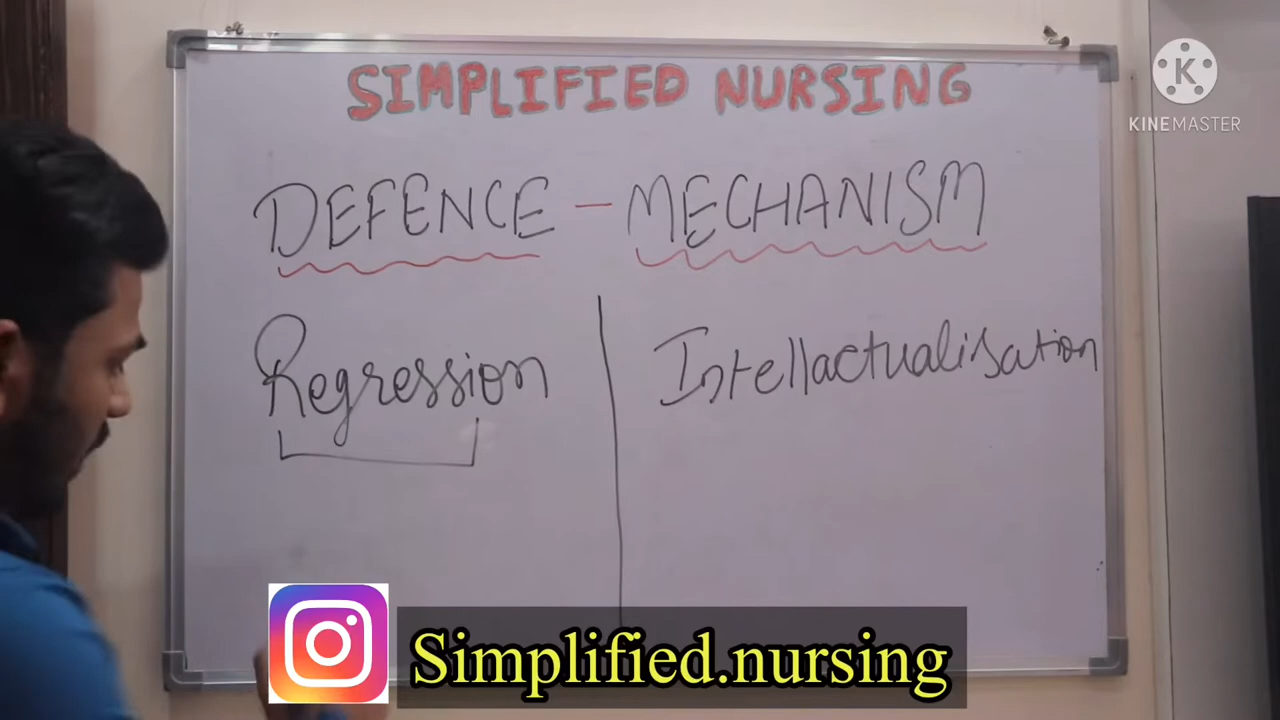 SIMPLIFIED NURSING
KINEMASTER
DEFENCE - MECHANISM
Regression
Intellactualisation
Simplified.nursing